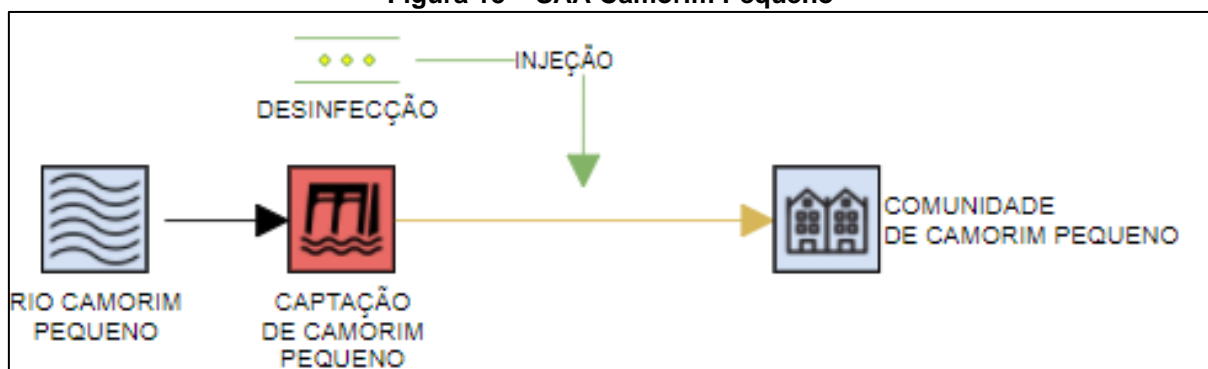 INJEÇÃO
DESINFECÇÃO
COMUNIDADE
DE CAMORIM PEQUENO
RIO CAMORIM
PEQUENO
CAPTAÇÃO
DE CAMORIM
PEQUENO